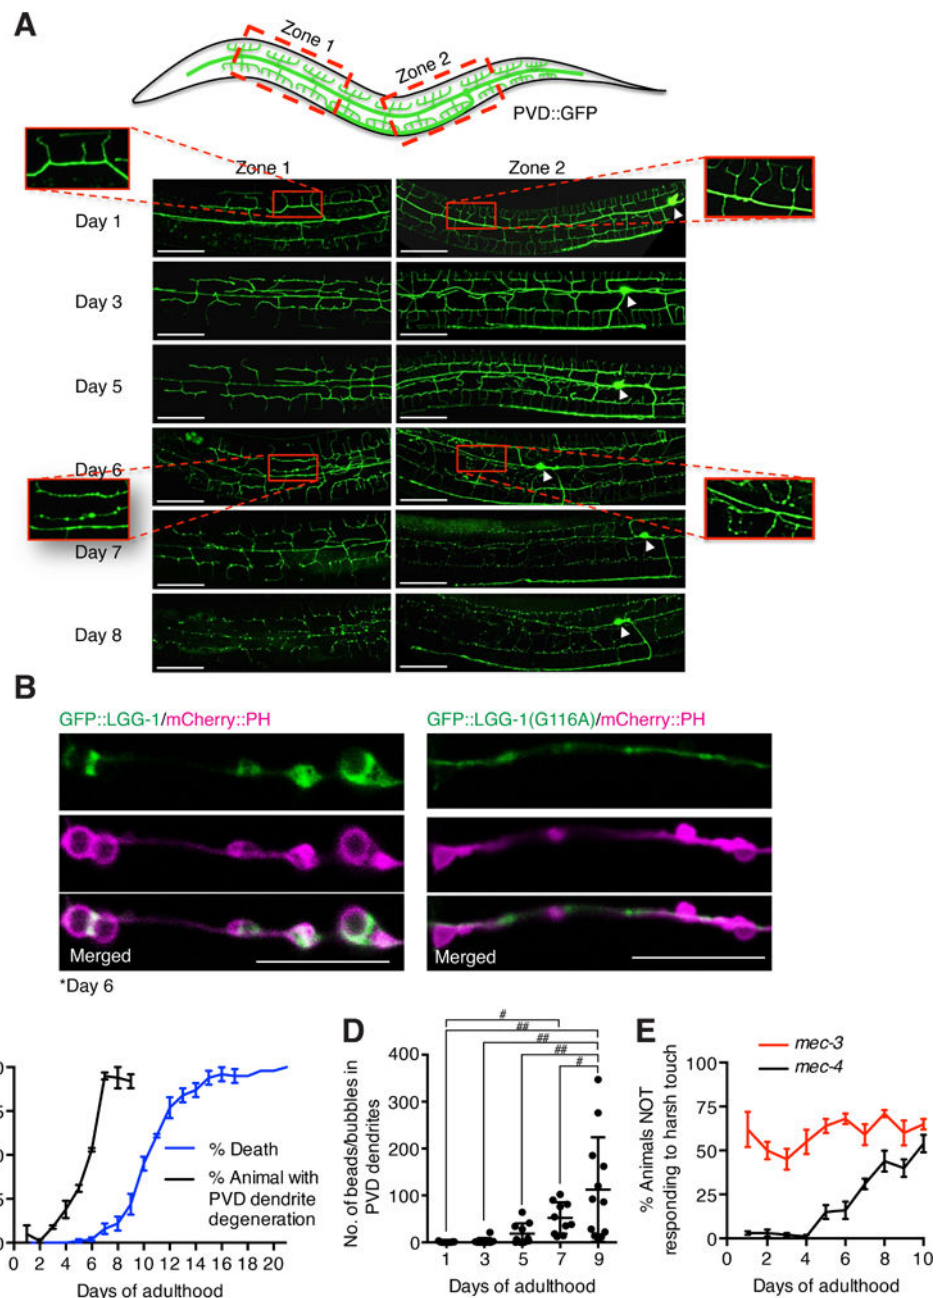 A
Zone 1
Zone 2
PVD::GFP
Zone 1
Zone 2
Day 1
Day 3
Day 5
Day 6
Day 7
Day 8
B
GFP::LGG-1/mCherry::PH
GFP::LGG-1(G116A)/mCherry::PH
Merged
Merged
*Day 6
% Death
% Animal with
PVD dendrite
degeneration
0
5
0
5
0
0 2 4 6 8 10 12 14 16 18 20
Days of adulthood
D
No. of beads/bubbles in
PVD dendrites
400
300
200
100
0
# ## ## ## #
1 3 5 7 9
Days of adulthood
E
mec-3
mec-4
% Animals NOT
responding to harsh touch
100
75
50
25
0
0 2 4 6 8 10
Days of adulthood